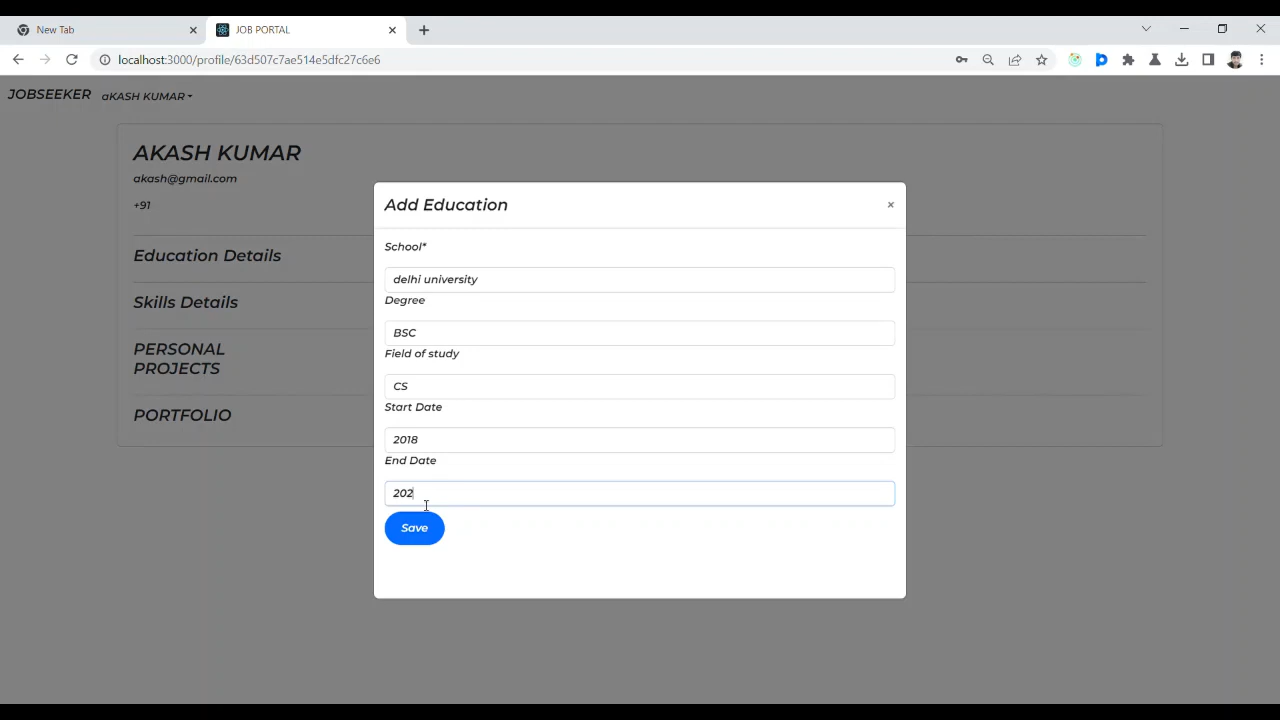 New Tab
JOB PORTAL
localhost:3000/profile/63d507c7ae514e5dfc27c6e6
JOBSEEKER aKASH KUMAR
AKASH KUMAR
akash@gmail.com
+91
Education Details
Skills Details
PERSONAL
PROJECTS
PORTFOLIO
Add Education
×
School*
delhi university
Degree
BSC
Field of study
CS
Start Date
2018
End Date
202
Save